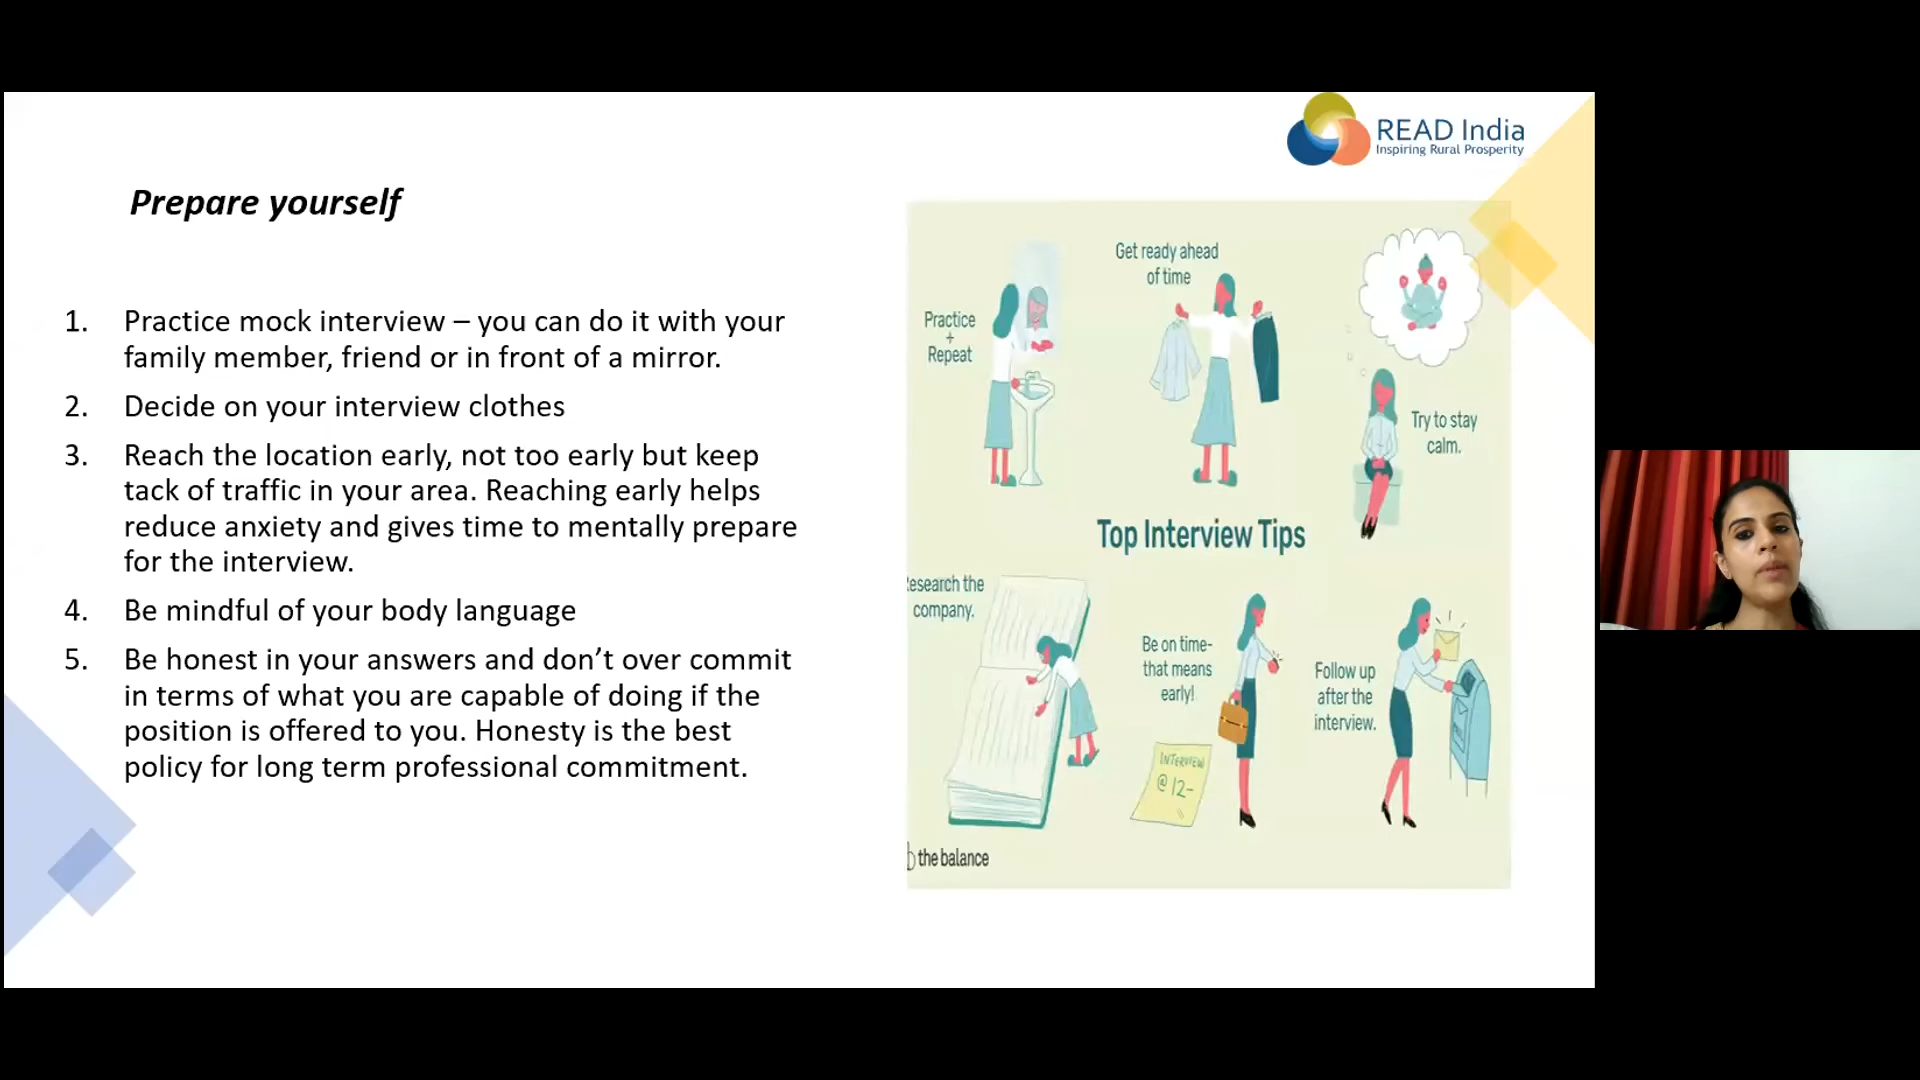 READ India
Inspiring Rural Prosperity
Prepare yourself
1. Practice mock interview – you can do it with your
family member, friend or in front of a mirror.
2. Decide on your interview clothes
3. Reach the location early, not too early but keep
tack of traffic in your area. Reaching early helps
reduce anxiety and gives time to mentally prepare
for the interview.
4. Be mindful of your body language
5. Be honest in your answers and don’t over commit
in terms of what you are capable of doing if the
position is offered to you. Honesty is the best
policy for long term professional commitment.
Practice
+
Repeat
Get ready ahead
of time
Try to stay
calm.
Top Interview Tips
esearch the
company.
Be on time-
that means
early!
INTERVIEW
@ 12-
Follow up
after the
interview.
b the balance